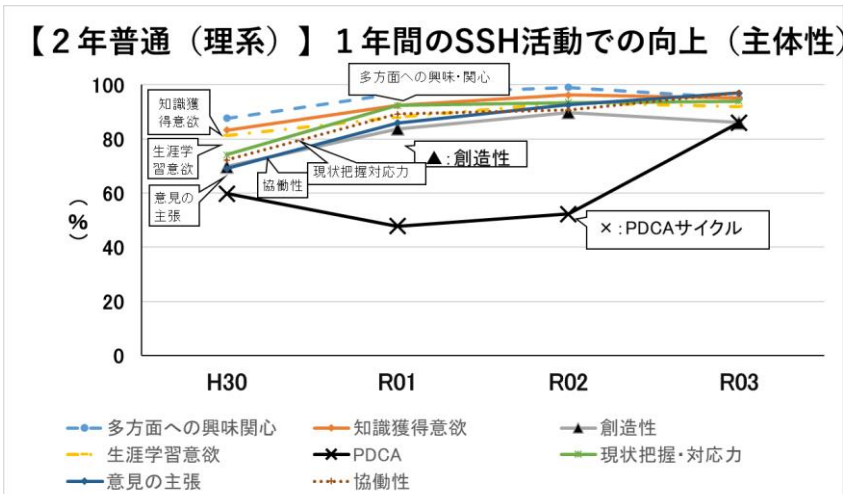 【２年普通（理系）】１年間のSSH活動での向上（主体性）
100
80
60
40
20
0
（%）
多方面への興味・関心
知識獲
得意欲
生涯学
習意欲
意見の
主張
協働性
現状把握対応力
▲：創造性
×：PDCAサイクル
H30 R01 R02 R03
多方面への興味関心 知識獲得意欲 創造性
生涯学習意欲 PDCA 現状把握・対応力
意見の主張 協働性